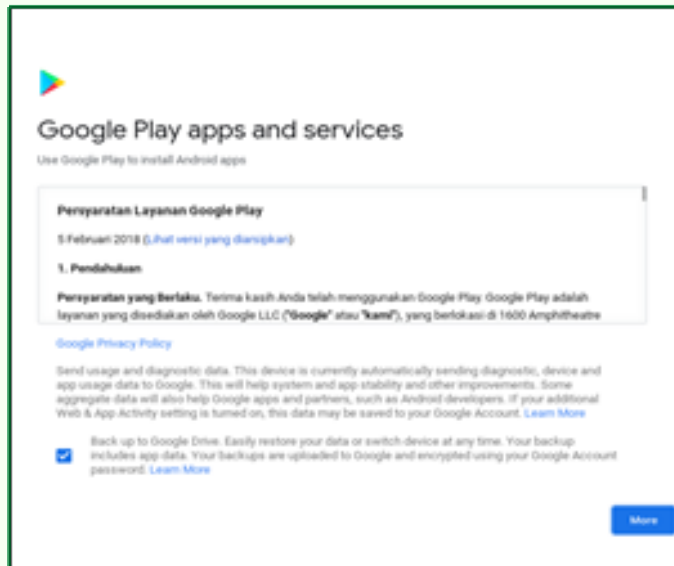 Google Play apps and services
Use Google Play to install Android apps
Persyaratan Layanan Google Play
5 Februari 2018 (Lihat versi yang diarsipkan)
1. Pendahuluan
Persyaratan yang Berlaku. Terima kasih Anda telah menggunakan Google Play. Google Play adalah
layanan yang disediakan oleh Google LLC ("Google" atau "kami"), yang berlokasi di 1600 Amphitheatre
Google Privacy Policy
Send usage and diagnostic data. This device is currently automatically sending diagnostic, device and
app usage data to Google. This will help system and app stability and other improvements. Some
aggregate data will also help Google apps and partners, such as Android developers. If your additional
Web & App Activity setting is turned on, this data may be saved to your Google Account. Learn More
Back up to Google Drive. Easily restore your data or switch device at any time. Your backup
includes app data. Your backups are uploaded to Google and encrypted using your Google Account
password. Learn More
More